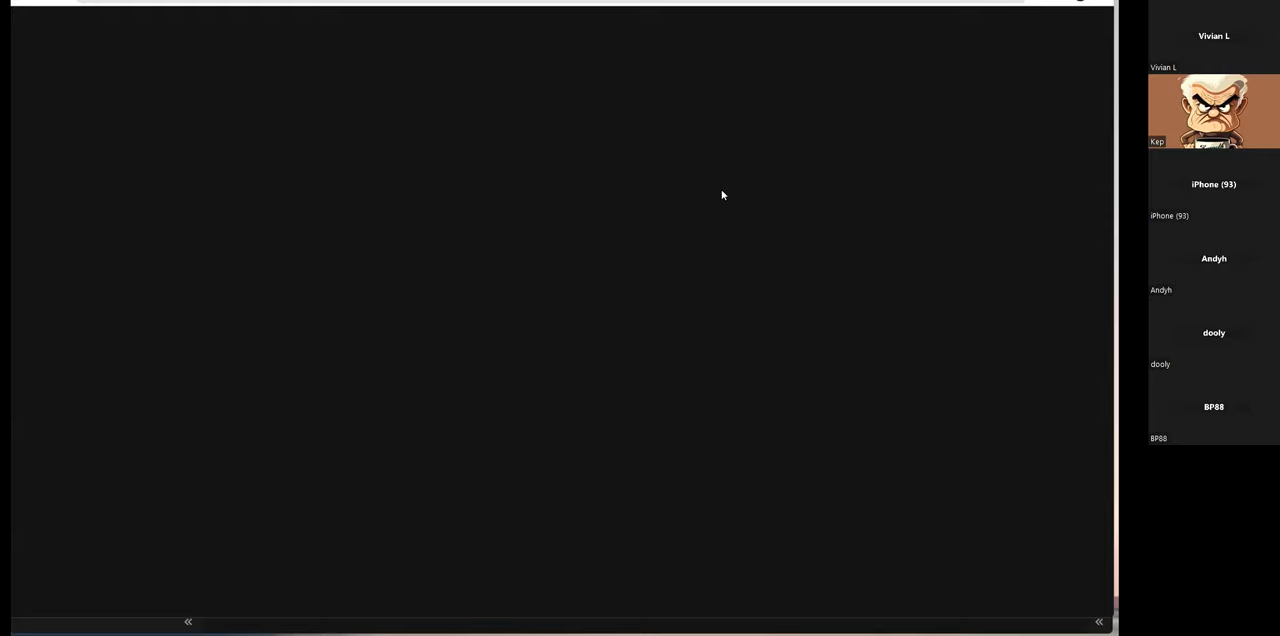 Vivian L
Vivian L
Kep
iPhone (93)
iPhone (93)
Andyh
Andyh
dooly
dooly
BP88
BP88